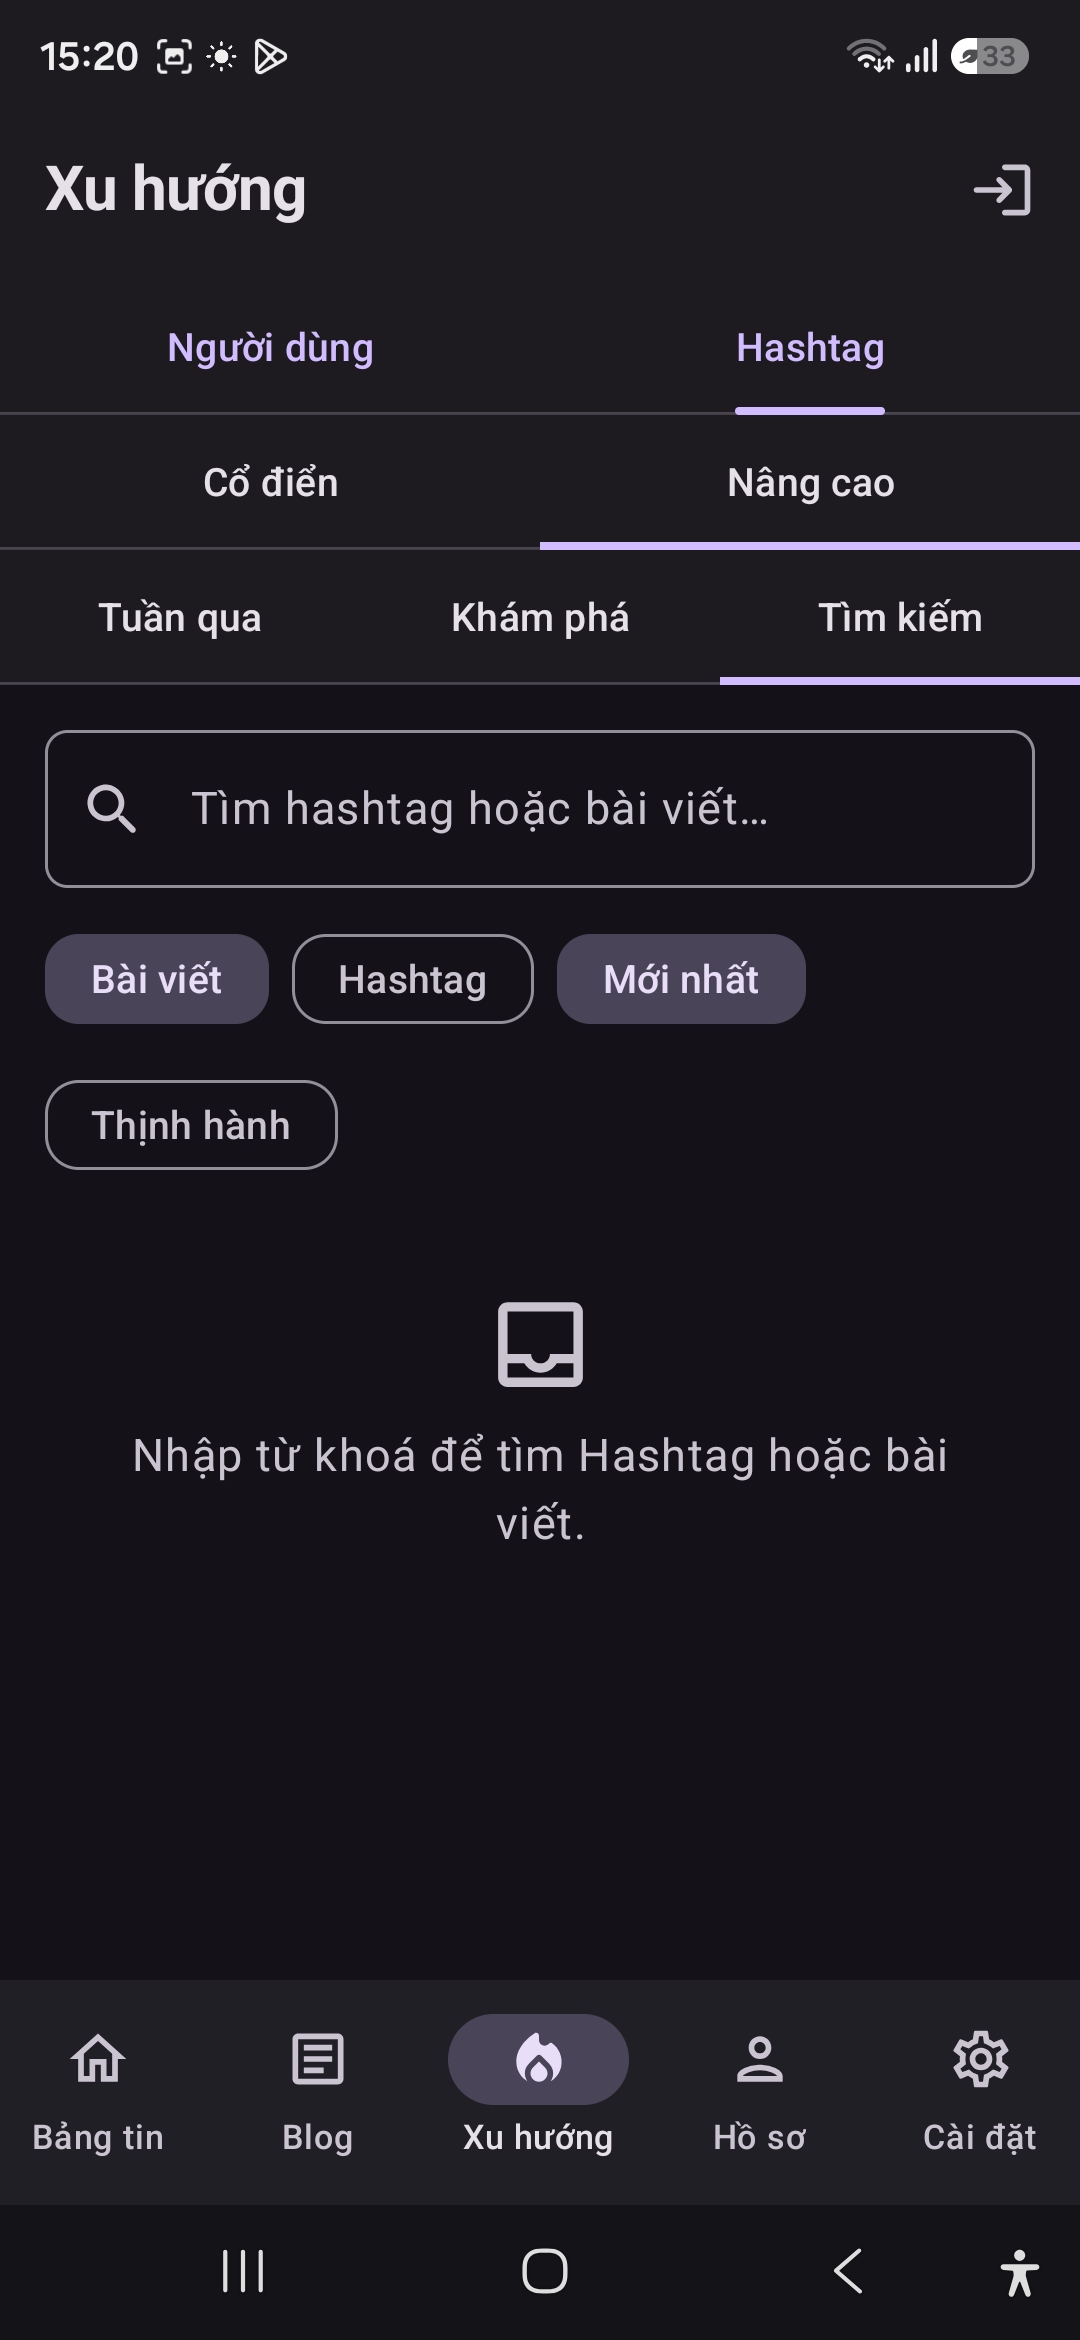 15:20
33
Xu hướng
Người dùng Hashtag
Cổ điển Nâng cao
Tuần qua Khám phá Tìm kiếm
Tìm hashtag hoặc bài viết…
Bài viết Hashtag Mới nhất
Thịnh hành
Nhập từ khoá để tìm Hashtag hoặc bài
viết.
Bảng tin Blog Xu hướng Hồ sơ Cài đặt